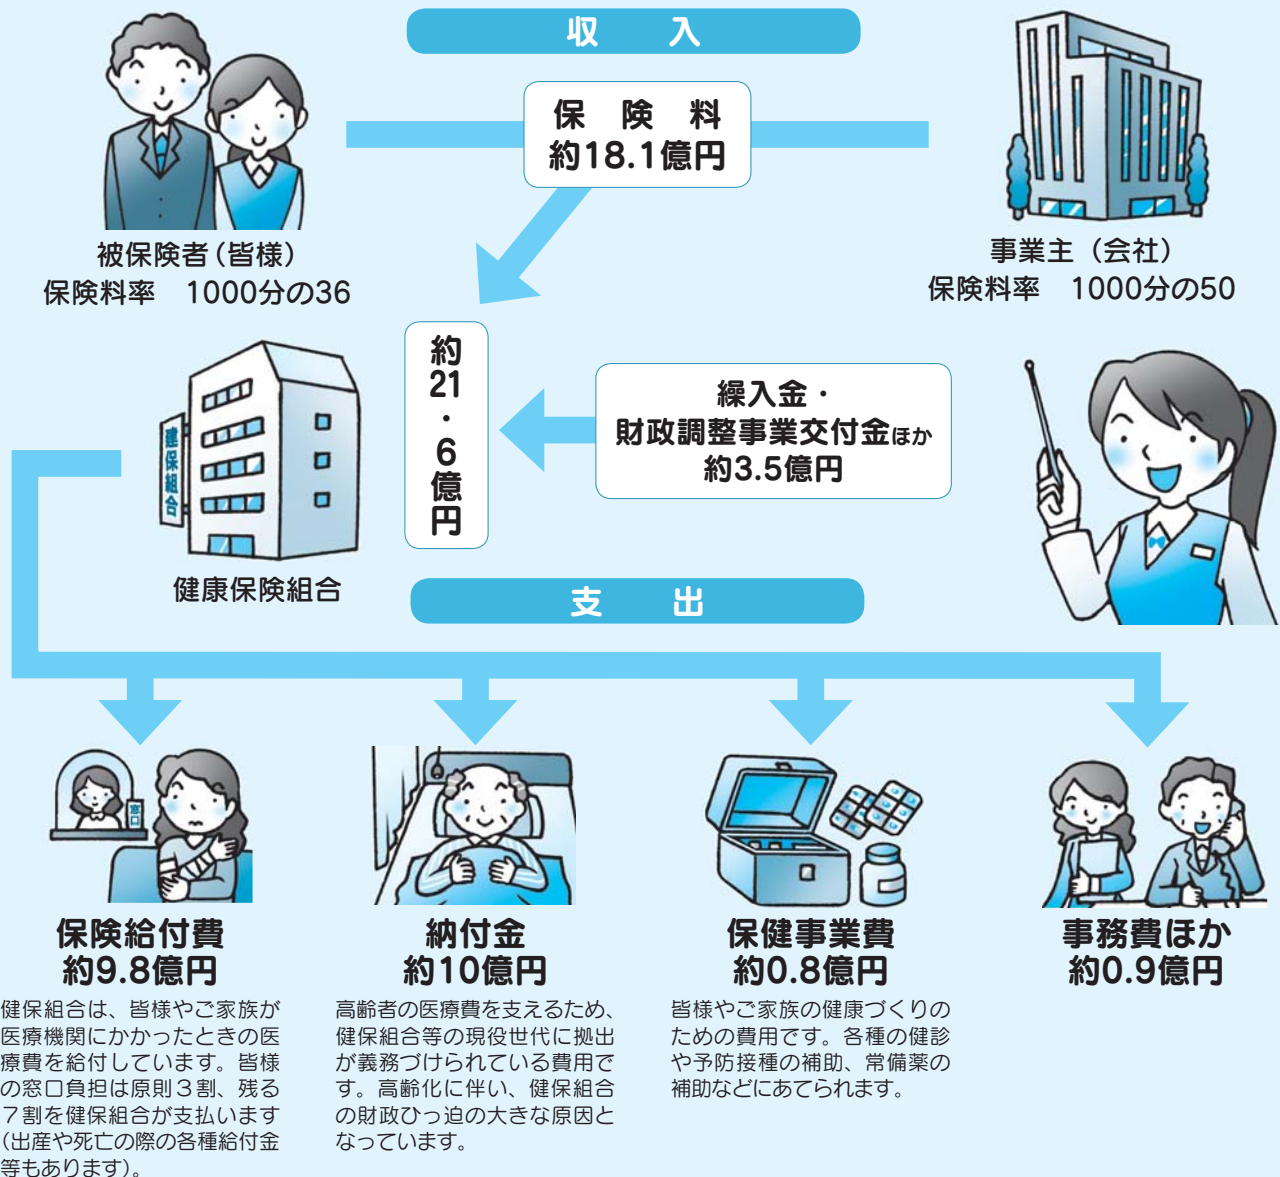 収　入
保　険　料
約18.1億円
被保険者(皆様)
保険料率　1000分の36
事業主（会社）
保険料率　1000分の50
約21・6億円
繰入金・
財政調整事業交付金ほか
約3.5億円
健保組合
健康保険組合
支　出
窓口
保険給付費
約9.8億円
健保組合は、皆様やご家族が
医療機関にかかったときの医
療費を給付しています。皆様
の窓口負担は原則３割、残る
７割を健保組合が支払います
(出産や死亡の際の各種給付金
等もあります)。
納付金
約10億円
高齢者の医療費を支えるため、
健保組合等の現役世代に拠出
が義務づけられている費用で
す。高齢化に伴い、健保組合
の財政ひっ迫の大きな原因と
なっています。
保健事業費
約0.8億円
皆様やご家族の健康づくりの
ための費用です。各種の健診
や予防接種の補助、常備薬の
補助などにあてられます。
事務費ほか
約0.9億円